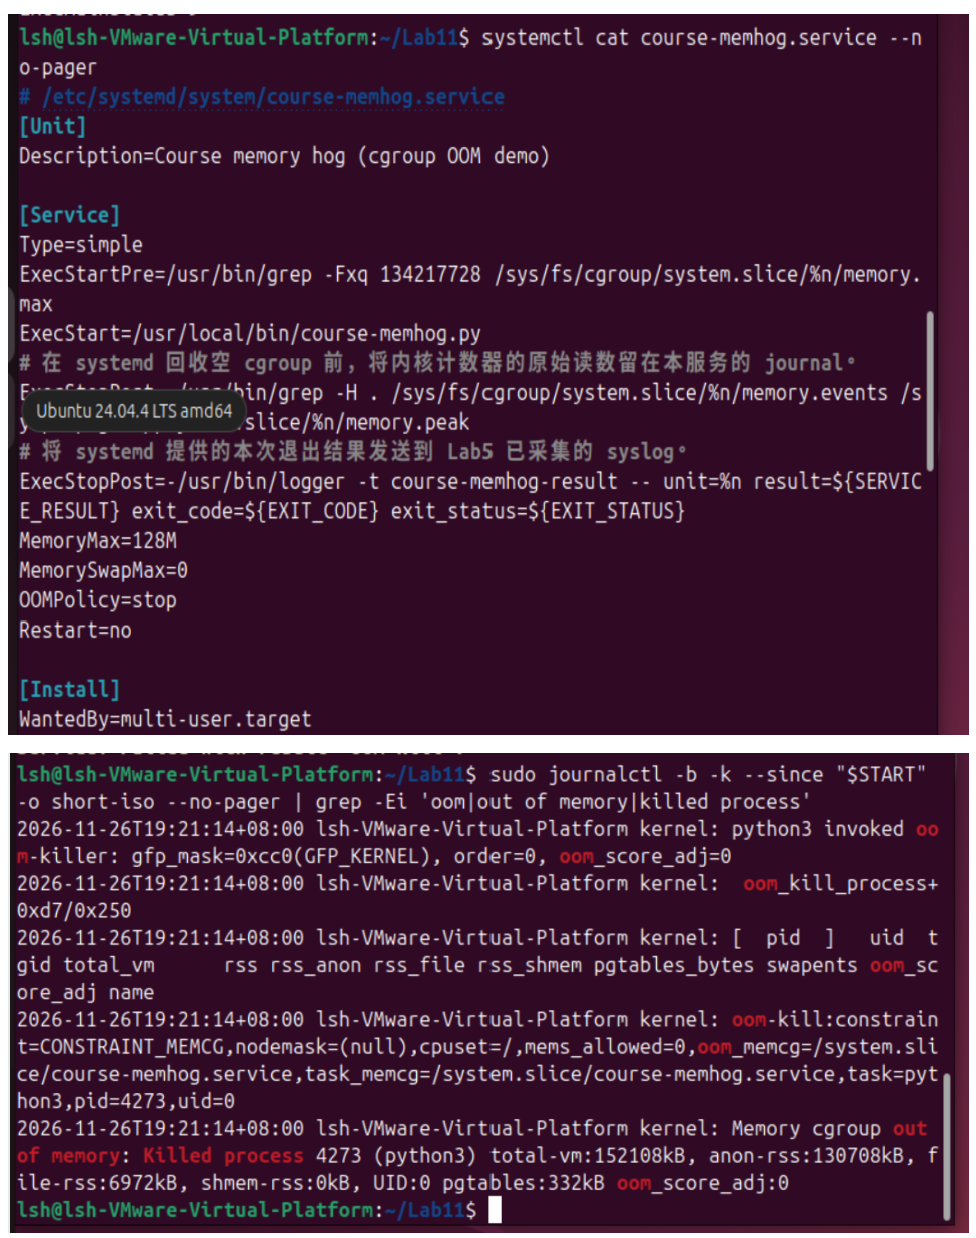 lsh@lsh-VMware-Virtual-Platform:~/Lab11$ systemctl cat course-memhog.service --n
o-pager
# /etc/systemd/system/course-memhog.service
[Unit]
Description=Course memory hog (cgroup OOM demo)
[Service]
Type=simple
ExecStartPre=/usr/bin/grep -Fxq 134217728 /sys/fs/cgroup/system.slice/%n/memory.
max
ExecStart=/usr/local/bin/course-memhog.py
# 在 systemd 回收空 cgroup 前，将内核计数器的原始读数留在本服务的 journal。
/bin/grep -H . /sys/fs/cgroup/system.slice/%n/memory.events /s
Ubuntu 24.04.4 LTS amd64
slice/%n/memory.peak
# 将 systemd 提供的本次退出结果发送到 Lab5 已采集的 syslog。
ExecStopPost=-/usr/bin/logger -t course-memhog-result -- unit=%n result=${SERVIC
E_RESULT} exit_code=${EXIT_CODE} exit_status=${EXIT_STATUS}
MemoryMax=128M
MemorySwapMax=0
OOMPolicy=stop
Restart=no
[Install]
WantedBy=multi-user.target
lsh@lsh-VMware-Virtual-Platform:~/Lab11$ sudo journalctl -b -k --since "$START"
-o short-iso --no-pager | grep -Ei 'oom|out of memory|killed process'
2026-11-26T19:21:14+08:00 lsh-VMware-Virtual-Platform kernel: python3 invoked oo
m-killer: gfp_mask=0xcc0(GFP_KERNEL), order=0, oom_score_adj=0
2026-11-26T19:21:14+08:00 lsh-VMware-Virtual-Platform kernel:  oom_kill_process+
0xd7/0x250
2026-11-26T19:21:14+08:00 lsh-VMware-Virtual-Platform kernel: [  pid  ]   uid  t
gid total_vm      rss rss_anon rss_file rss_shmem pgtables_bytes swapents oom_sc
ore_adj name
2026-11-26T19:21:14+08:00 lsh-VMware-Virtual-Platform kernel: oom-kill:constrain
t=CONSTRAINT_MEMCG,nodemask=(null),cpuset=/,mems_allowed=0,oom_memcg=/system.sli
ce/course-memhog.service,task_memcg=/system.slice/course-memhog.service,task=pyt
hon3,pid=4273,uid=0
2026-11-26T19:21:14+08:00 lsh-VMware-Virtual-Platform kernel: Memory cgroup out
of memory: Killed process 4273 (python3) total-vm:152108kB, anon-rss:130708kB, f
ile-rss:6972kB, shmem-rss:0kB, UID:0 pgtables:332kB oom_score_adj:0
lsh@lsh-VMware-Virtual-Platform:~/Lab11$